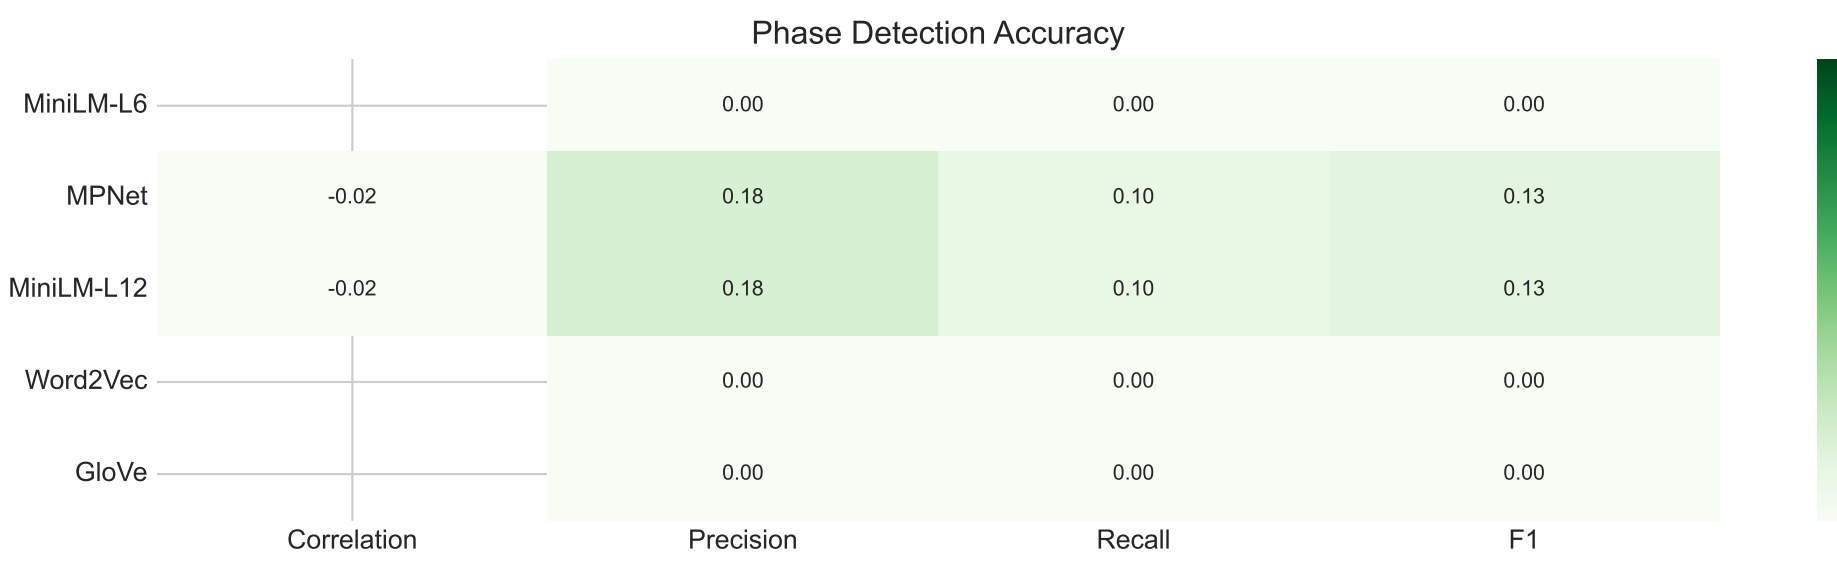 Phase Detection Accuracy
MiniLM-L6 0.00 0.00 0.00
MPNet -0.02 0.18 0.10 0.13
MiniLM-L12 -0.02 0.18 0.10 0.13
Word2Vec 0.00 0.00 0.00
GloVe 0.00 0.00 0.00
Correlation Precision Recall F1